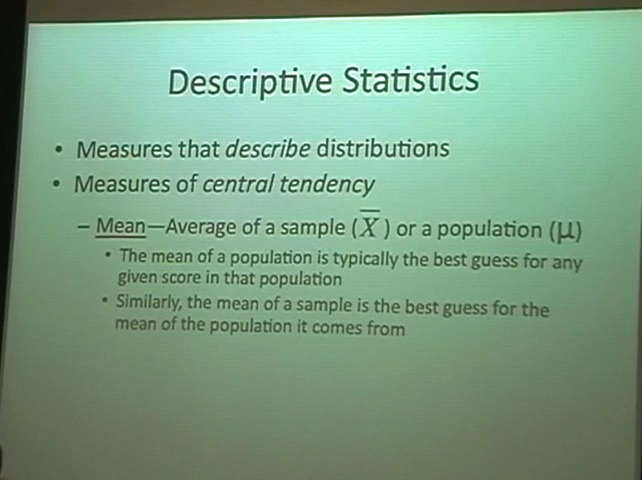 Descriptive Statistics
• Measures that describe distributions
• Measures of central tendency
– Mean—Average of a sample (X̅) or a population (μ)
• The mean of a population is typically the best guess for any
given score in that population
• Similarly, the mean of a sample is the best guess for the
mean of the population it comes from